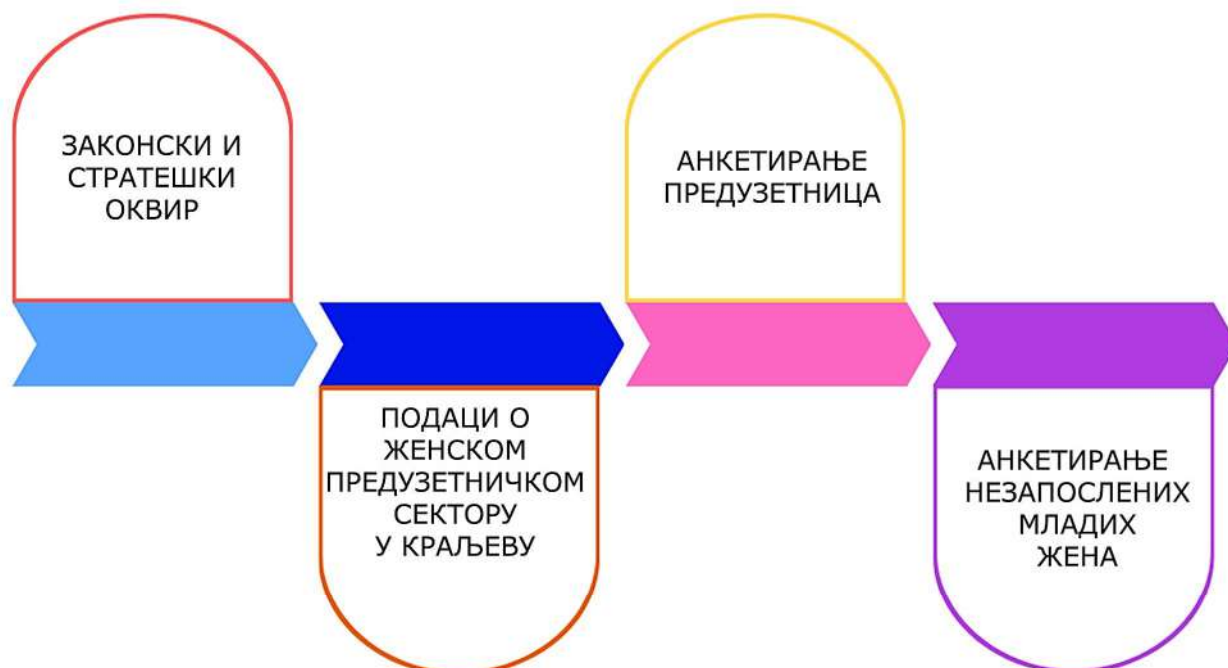 ЗАКОНСКИ И
СТРАТЕШКИ
ОКВИР
ПОДАЦИ О
ЖЕНСКОМ
ПРЕДУЗЕТНИЧКОМ
СЕКТОРУ
У КРАЉЕВУ
АНКЕТИРАЊЕ
ПРЕДУЗЕТНИЦА
АНКЕТИРАЊЕ
НЕЗАПОСЛЕНИХ
МЛАДИХ
ЖЕНА